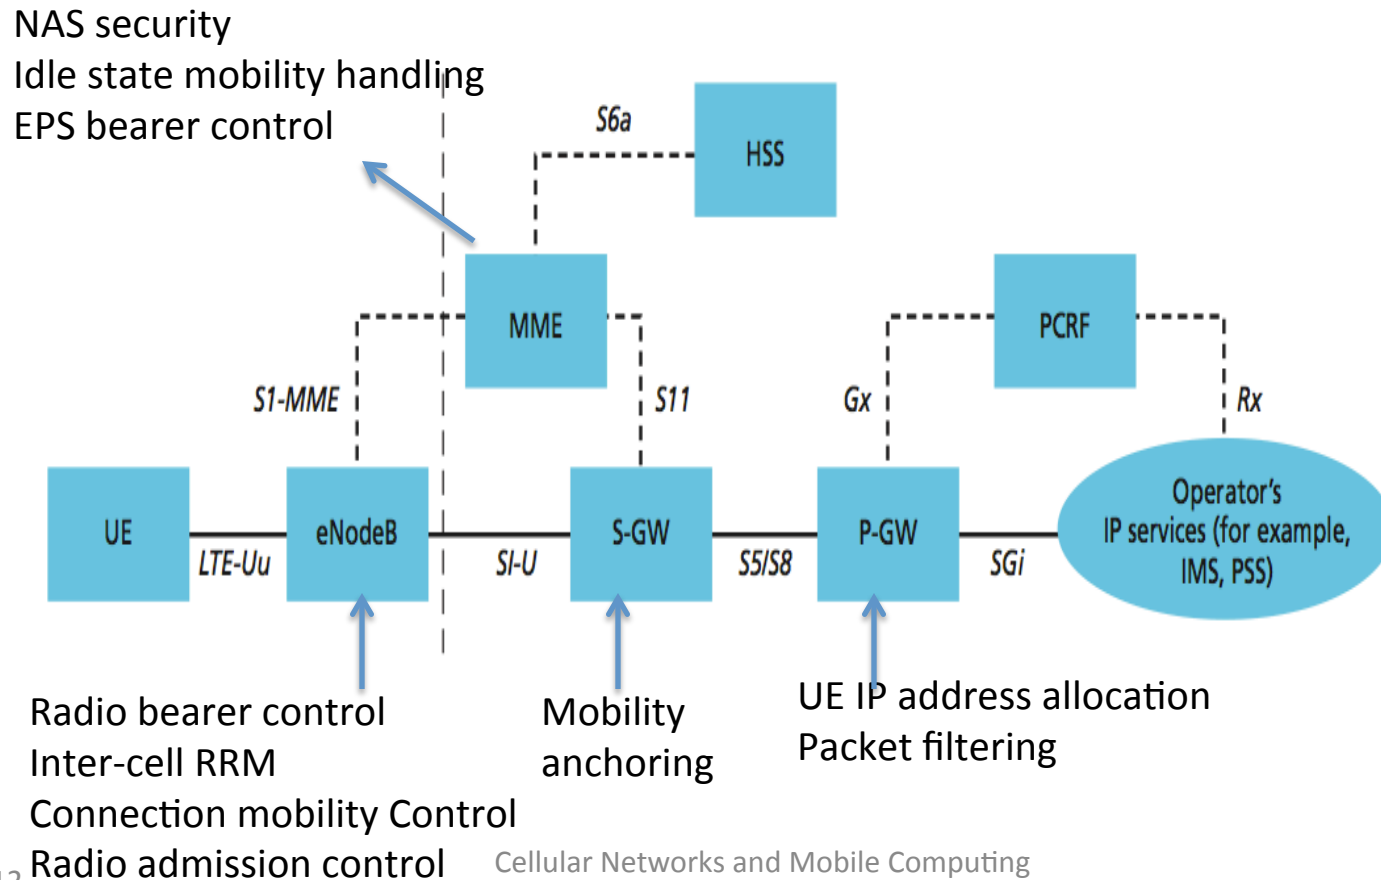 NAS security
Idle state mobility handling
EPS bearer control
S6a
HSS
MME
PCRF
S1-MME
S11
Gx
Rx
UE
eNodeB
S-GW
P-GW
Operator's
IP services (for example,
IMS, PSS)
LTE-Uu
SI-U
S5/S8
SGi
Radio bearer control
Inter-cell RRM
Connection mobility Control
Radio admission control
Mobility
anchoring
UE IP address allocation
Packet filtering
Cellular Networks and Mobile Computing